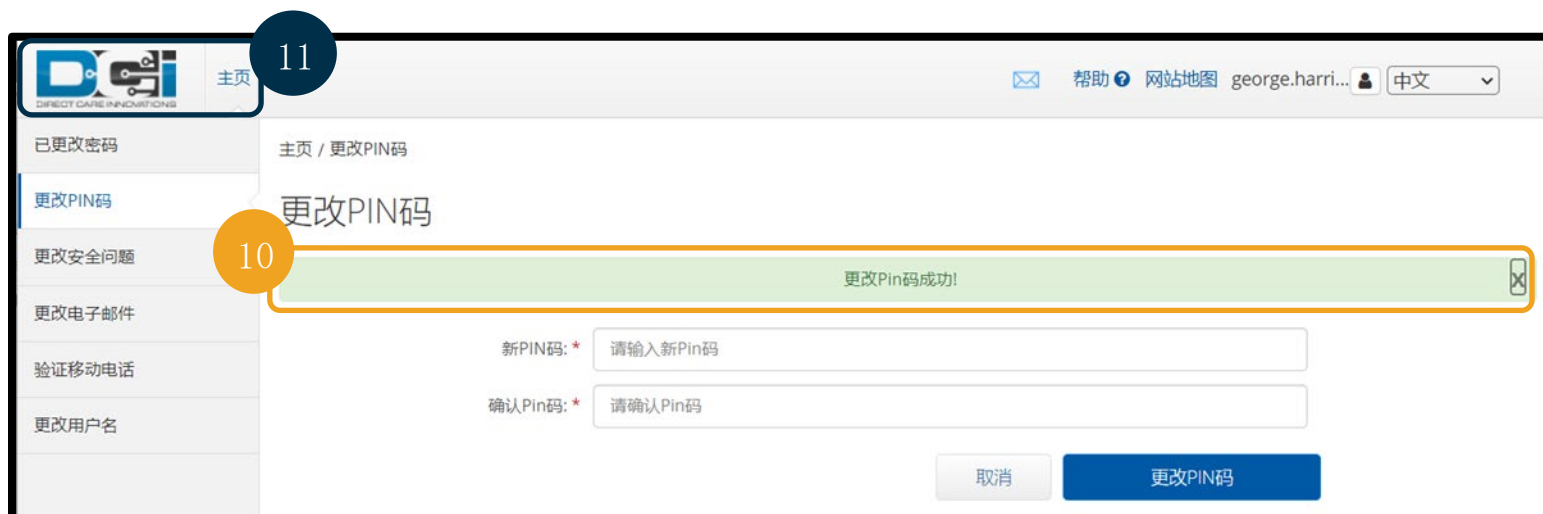 11
DCi
DIRECT CARE INNOVATIONS
主页
帮助 网站地图 george.harri... 中文
已更改密码
更改PIN码
更改安全问题
更改电子邮件
验证移动电话
更改用户名
主页 / 更改PIN码
更改PIN码
10
更改Pin码成功!
X
新PIN码: * 请输入新Pin码
确认Pin码: * 请确认Pin码
取消 更改PIN码